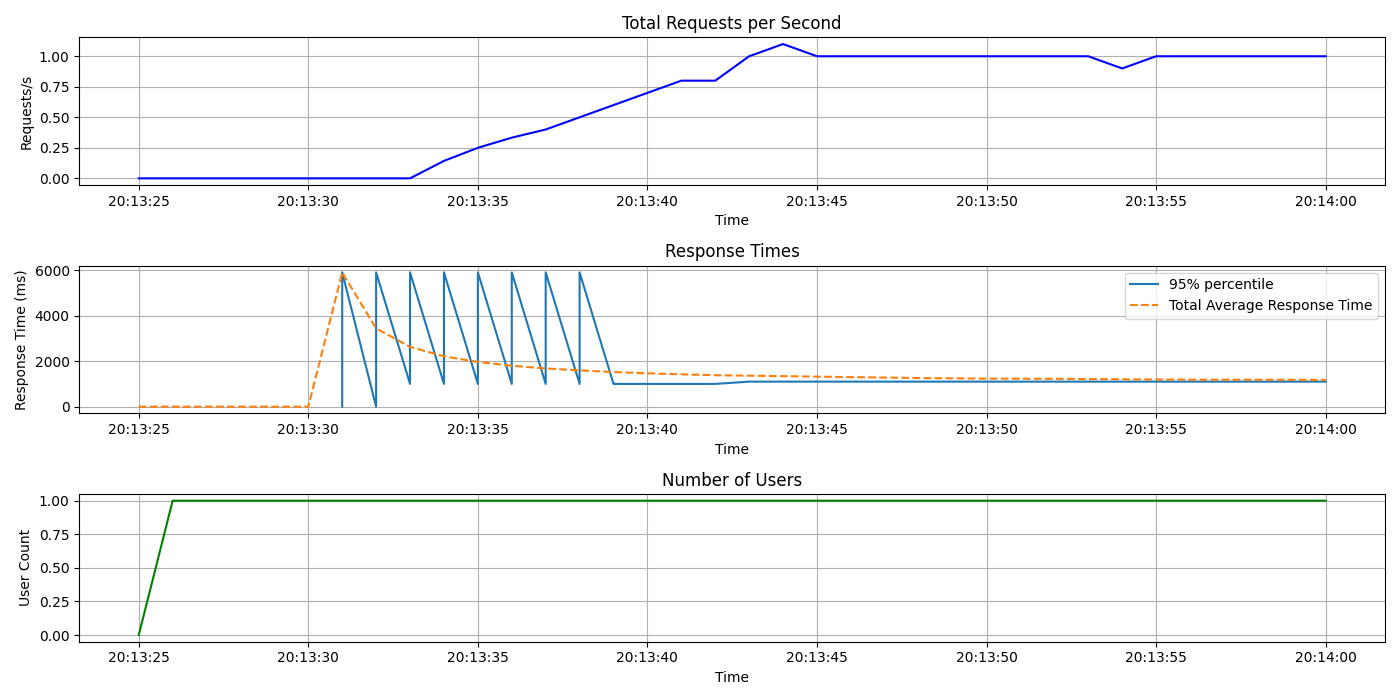 Total Requests per Second
Requests/s
1.00
0.75
0.50
0.25
0.00
20:13:25 20:13:30 20:13:35 20:13:40 20:13:45 20:13:50 20:13:55 20:14:00
Time
Response Times
Response Time (ms)
6000
4000
2000
0
95% percentile
Total Average Response Time
20:13:25 20:13:30 20:13:35 20:13:40 20:13:45 20:13:50 20:13:55 20:14:00
Time
Number of Users
User Count
1.00
0.75
0.50
0.25
0.00
20:13:25 20:13:30 20:13:35 20:13:40 20:13:45 20:13:50 20:13:55 20:14:00
Time